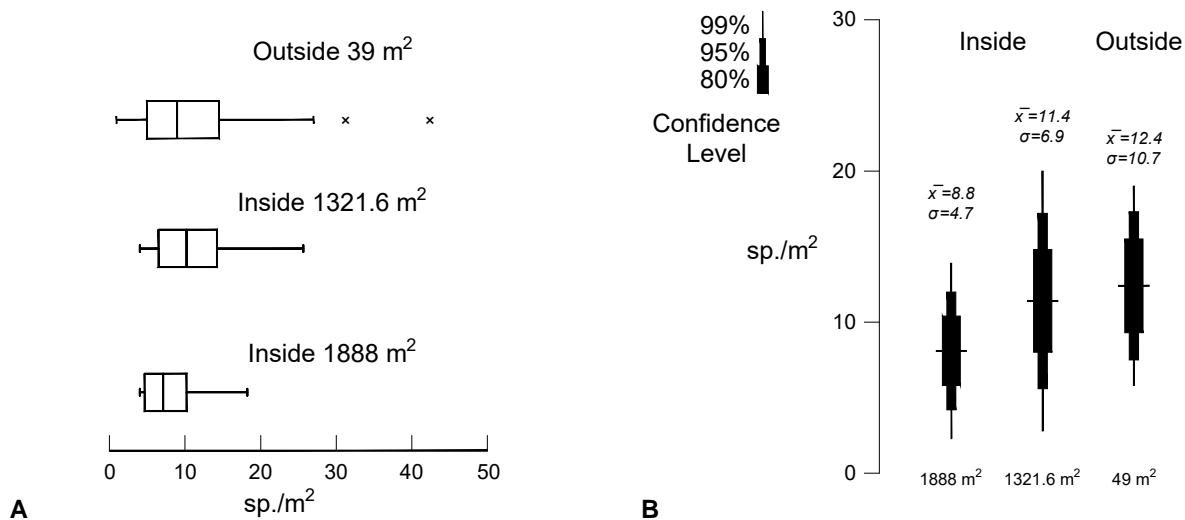 Outside 39 m²
Inside 1321.6 m²
Inside 1888 m²
0 10 20 30 40 50
sp./m²
A
99%
95%
80%
Confidence
Level
30
20
10
0
sp./m²
Inside Outside
x̅=8.8
σ=4.7
x̅=11.4
σ=6.9
x̅=12.4
σ=10.7
1888 m² 1321.6 m² 49 m²
B